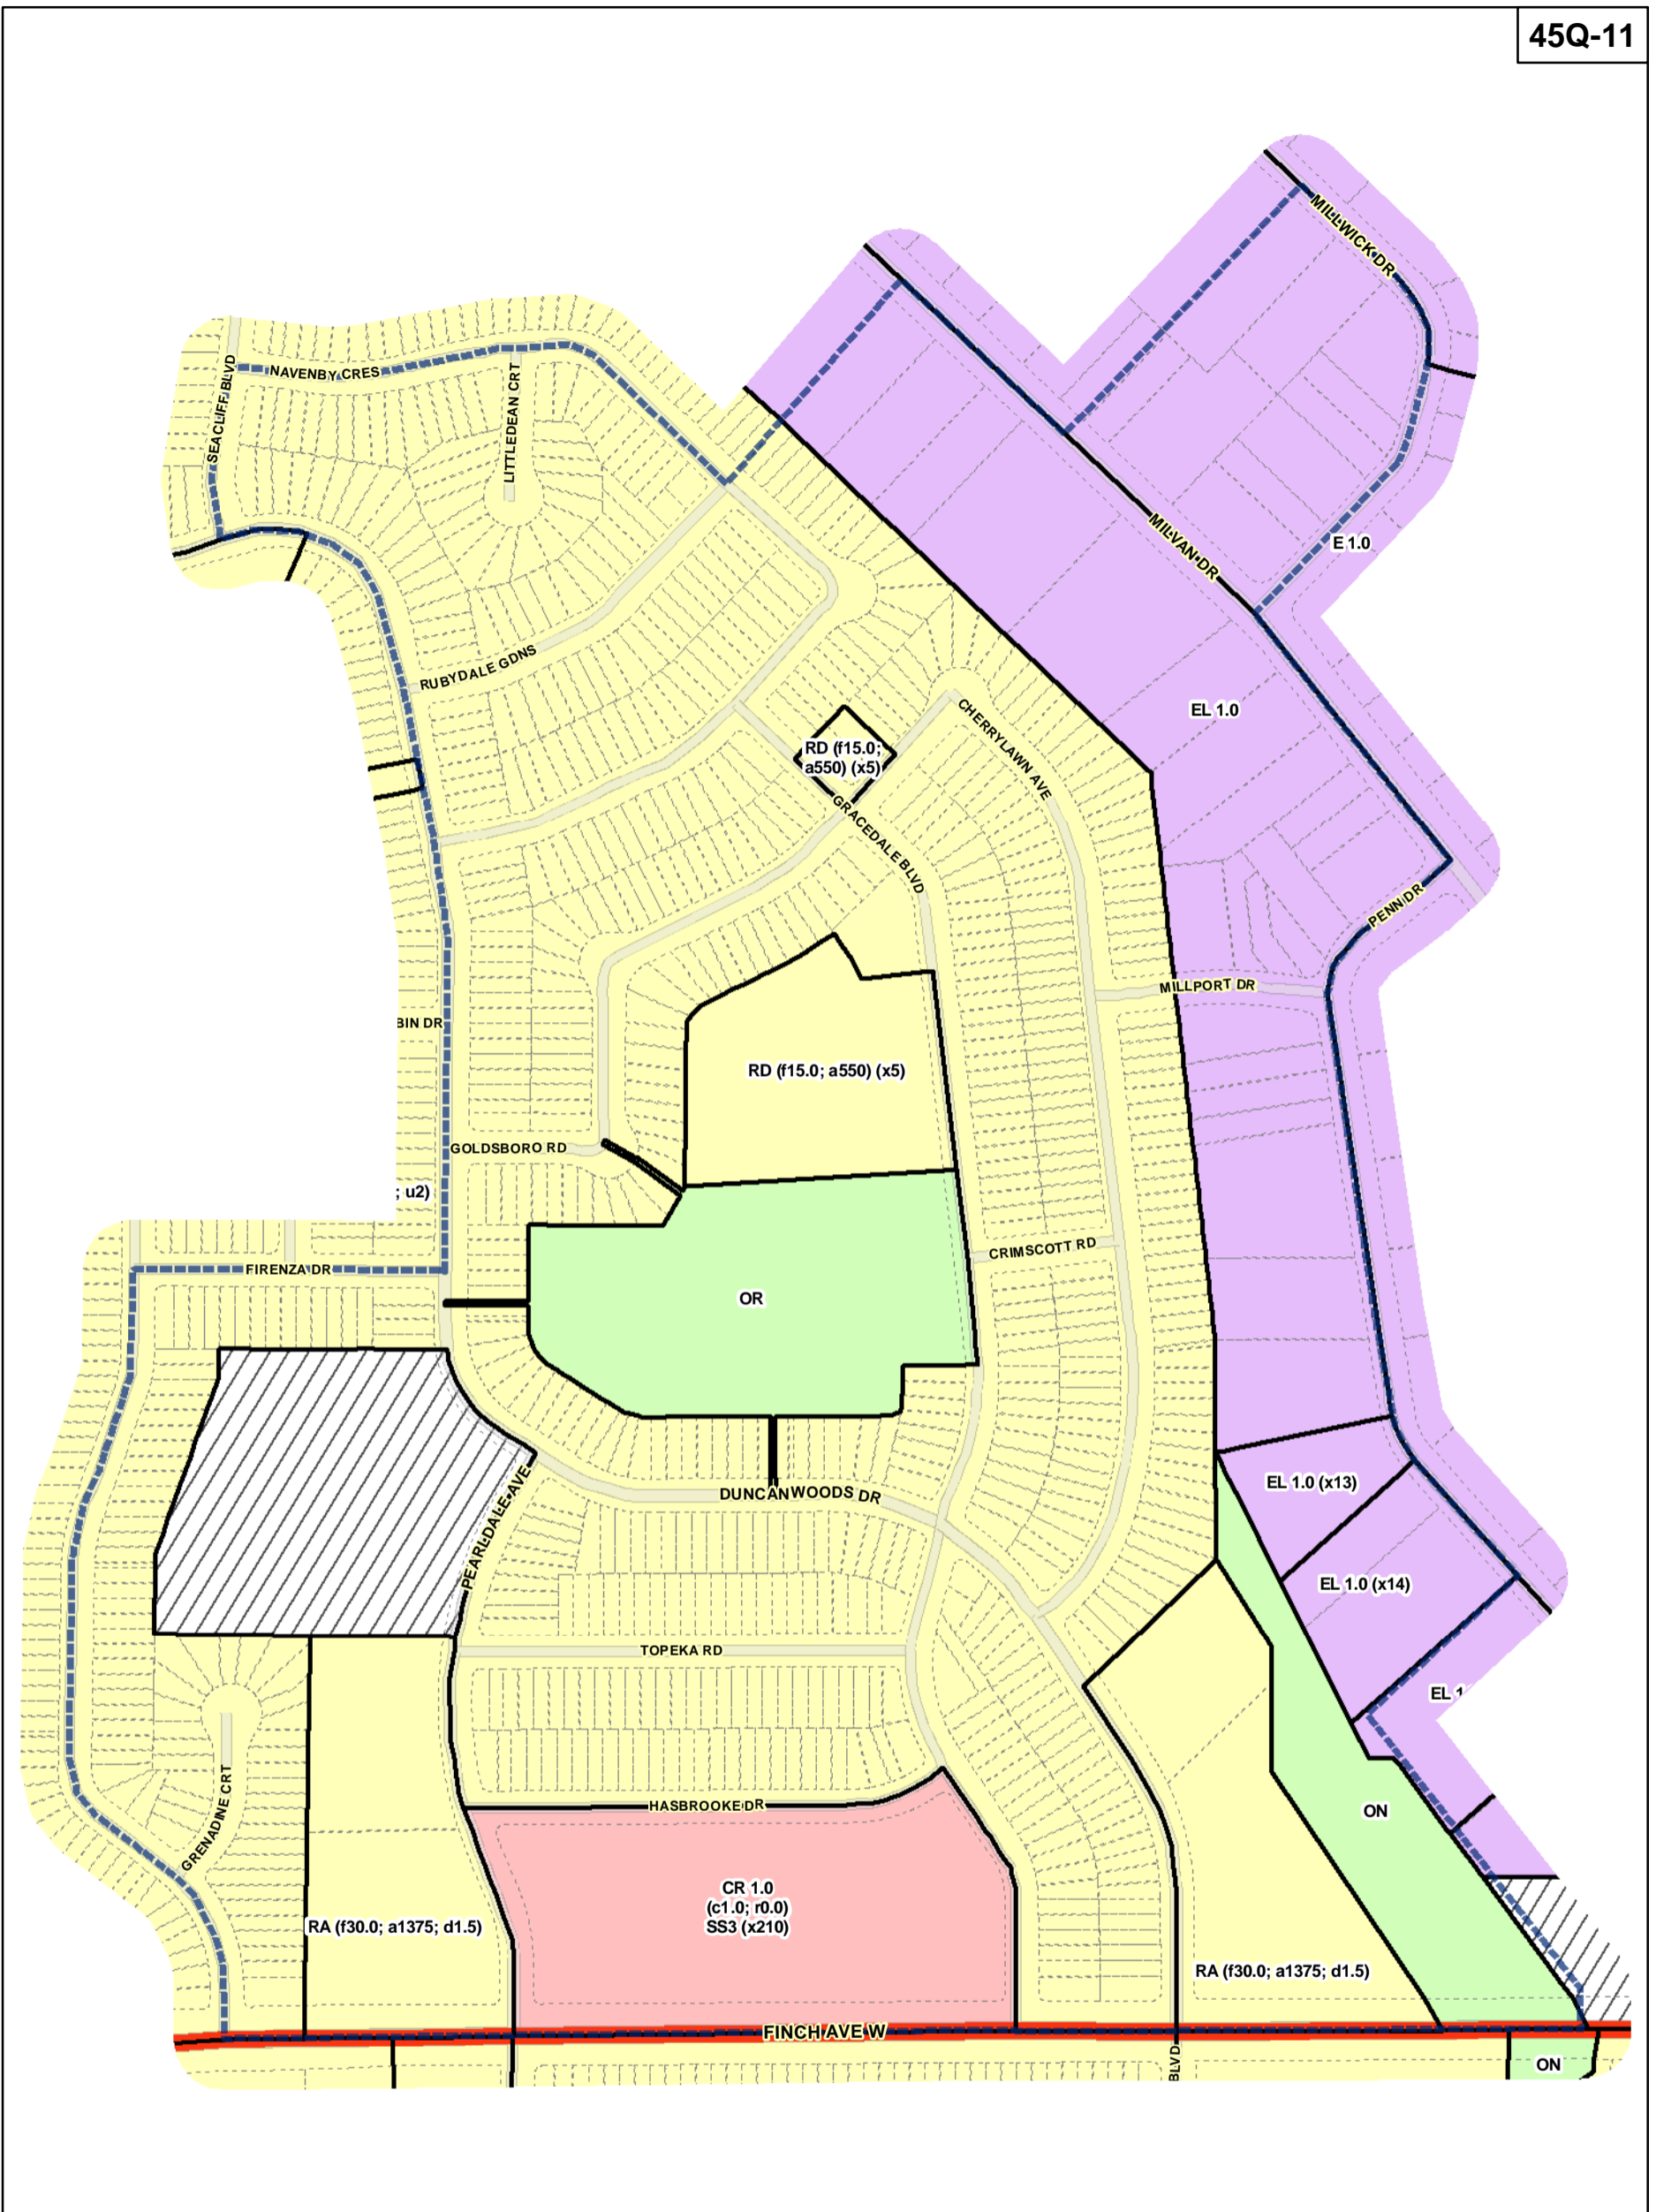 45Q-11
MILLWICK DR
NAVENBY CRES
SEACLIFF BLVD
LITTLEDEAN CRT
MILVAN DR
E 1.0
RUBYDALE GDNS
EL 1.0
CHERRYLAWN AVE
RD (f15.0;
a550) (x5)
GRACEDALE BLVD
PENN DR
MILLPORT DR
BIN DR
RD (f15.0; a550) (x5)
GOLDSBORO RD
; u2)
CRIMSCOTT RD
FIRENZA DR
OR
EL 1.0 (x13)
DUNCANWOODS DR
PEARLDALE AVE
EL 1.0 (x14)
TOPEKA RD
EL 1
GRENADINE CRT
HASBROOKE DR
ON
CR 1.0
(c1.0; r0.0)
SS3 (x210)
RA (f30.0; a1375; d1.5)
RA (f30.0; a1375; d1.5)
FINCH AVE W
BLVD
ON